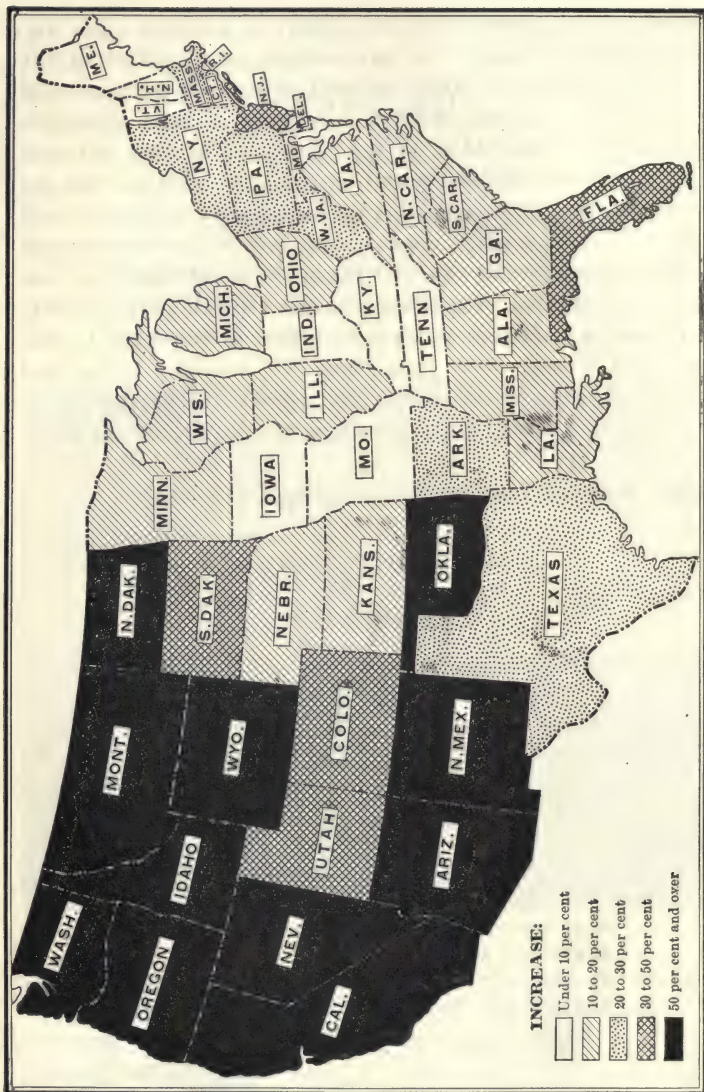 WASH.
OREGON
CAL.
NEV.
IDAHO
MONT.
WYO.
UTAH
ARIZ.
COLO.
N.MEX.
N.DAK.
S.DAK
NEBR.
KANS.
OKLA.
TEXAS
MINN.
IOWA
MO.
ARK.
LA.
WIS.
ILL.
MICH.
IND.
OHIO
KY.
TENN
MISS.
ALA.
GA.
FLA.
S.CAR.
N.CAR.
VA.
W.VA.
MD.
DEL.
PA.
N.J.
N Y.
CT.
R.I.
MASS.
VT.
N.H.
ME.
INCREASE:
Under 10 per cent
10 to 20 per cent
20 to 30 per cent
30 to 50 per cent
50 per cent and over